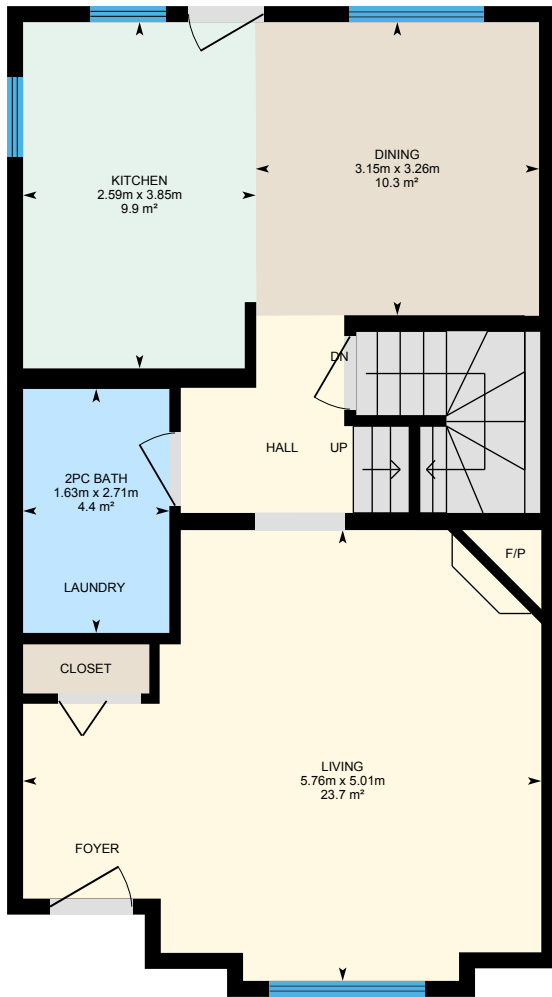 KITCHEN
2.59m x 3.85m
9.9 m²
DINING
3.15m x 3.26m
10.3 m²
DN
HALL
UP
2PC BATH
1.63m x 2.71m
4.4 m²
LAUNDRY
F/P
CLOSET
LIVING
5.76m x 5.01m
23.7 m²
FOYER